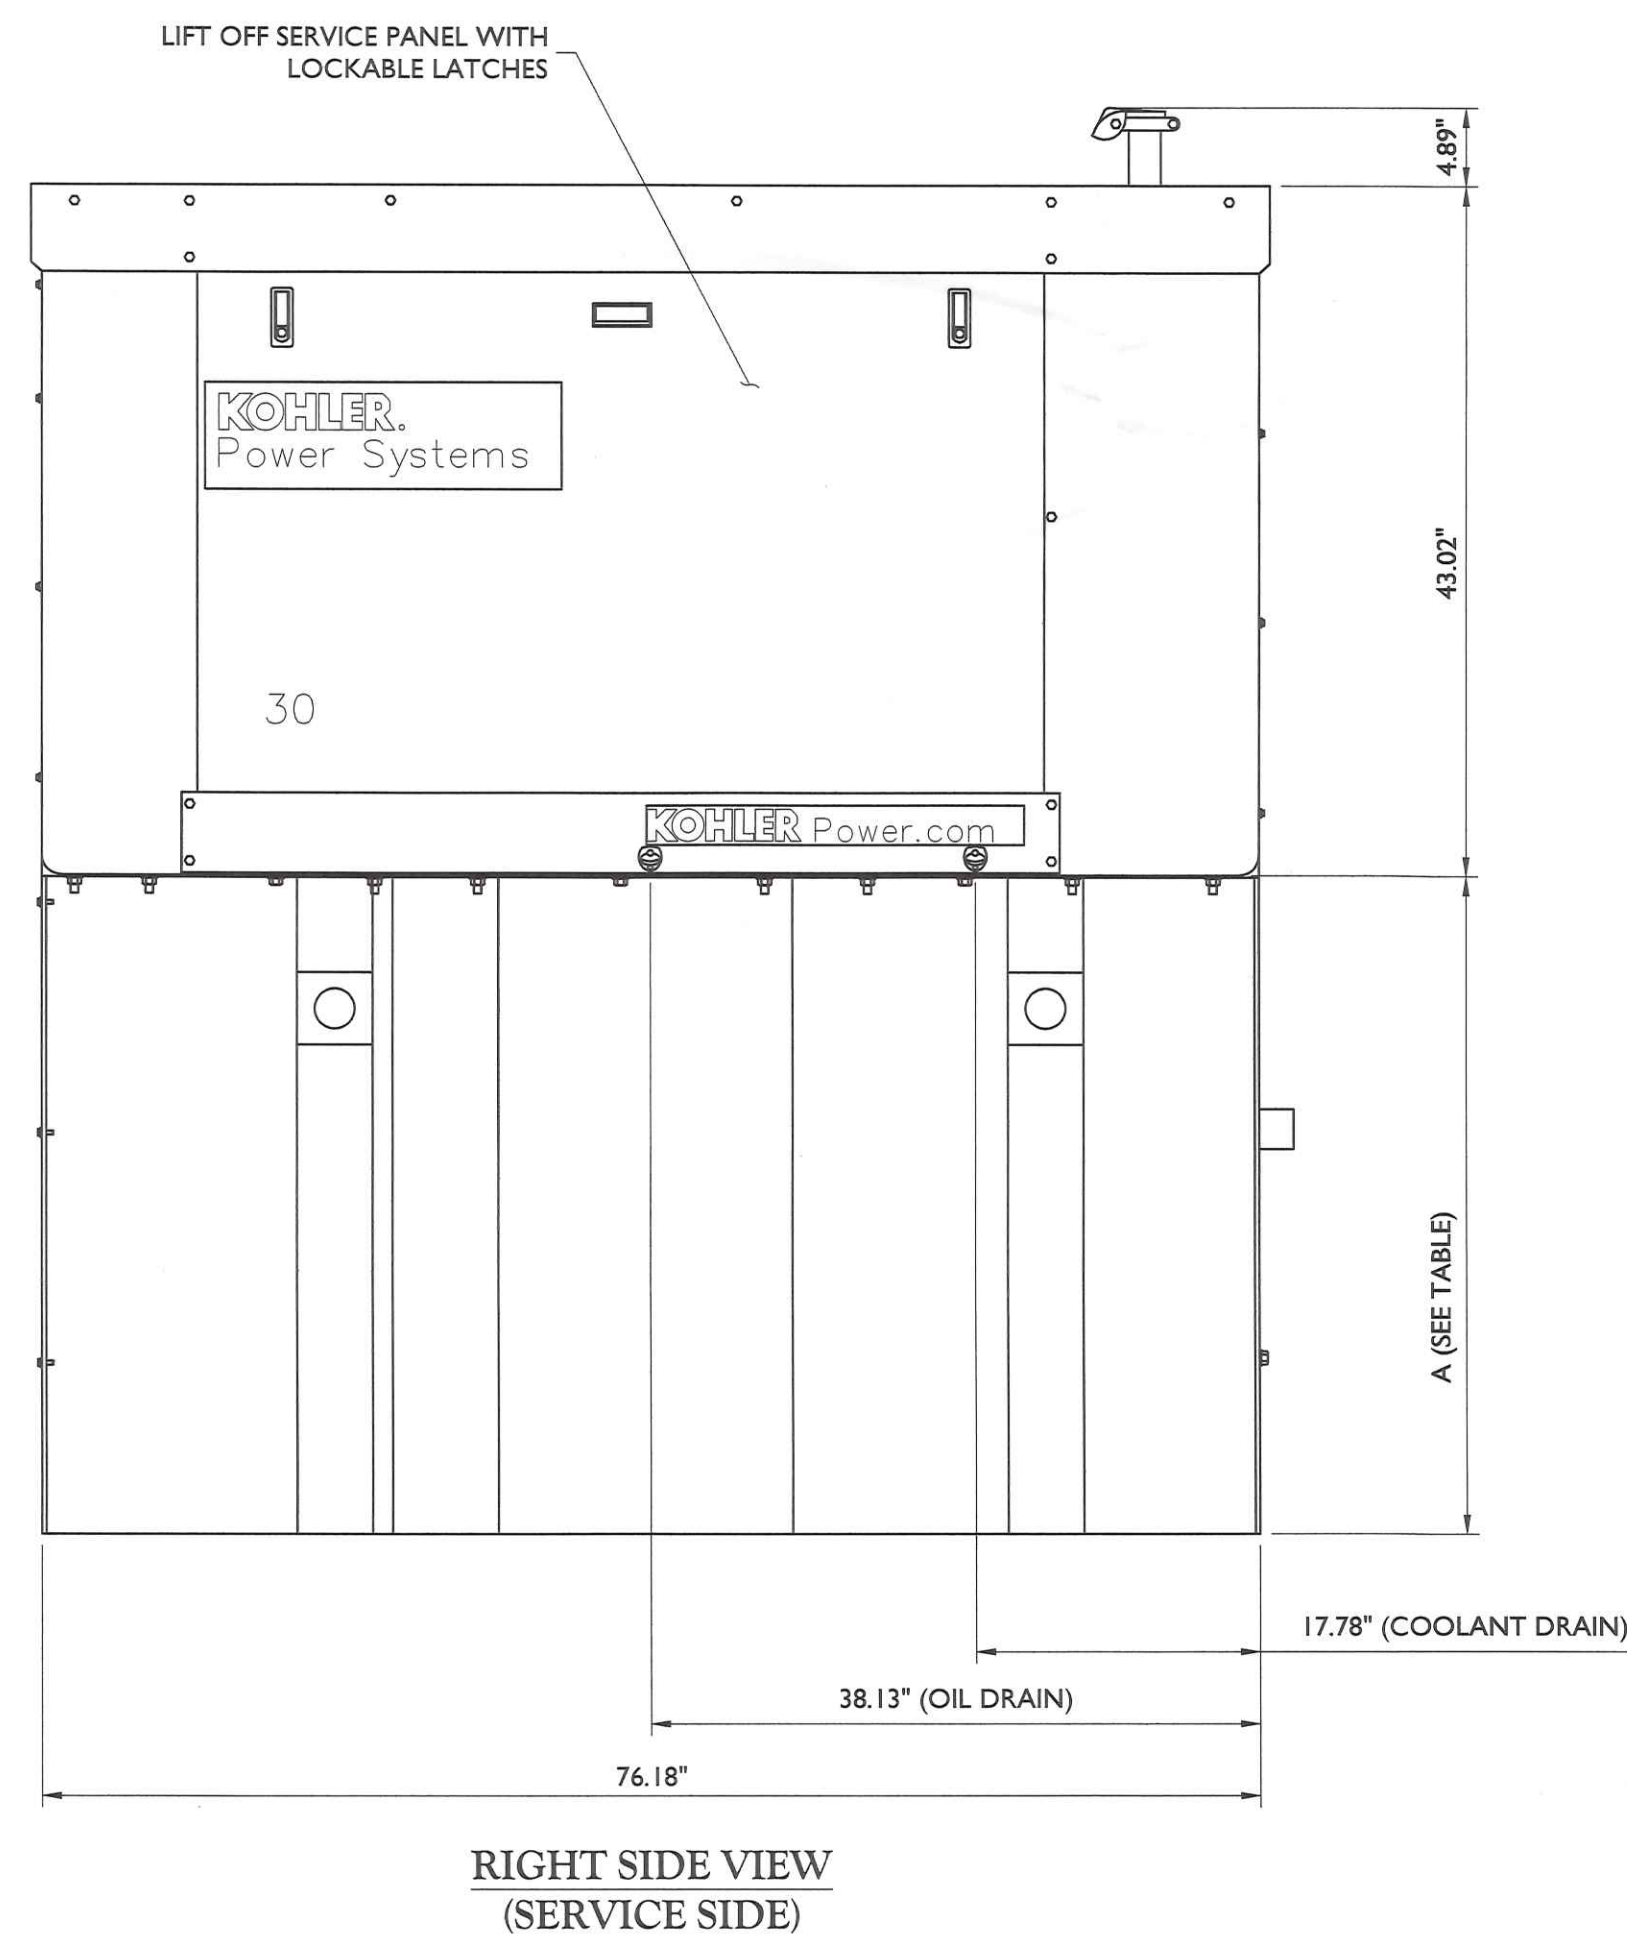 LIFT OFF SERVICE PANEL WITH
LOCKABLE LATCHES
4.89"
KOHLER.
Power Systems
43.02"
30
KOHLER Power.com
A (SEE TABLE)
17.78" (COOLANT DRAIN)
38.13" (OIL DRAIN)
76.18"
RIGHT SIDE VIEW
(SERVICE SIDE)